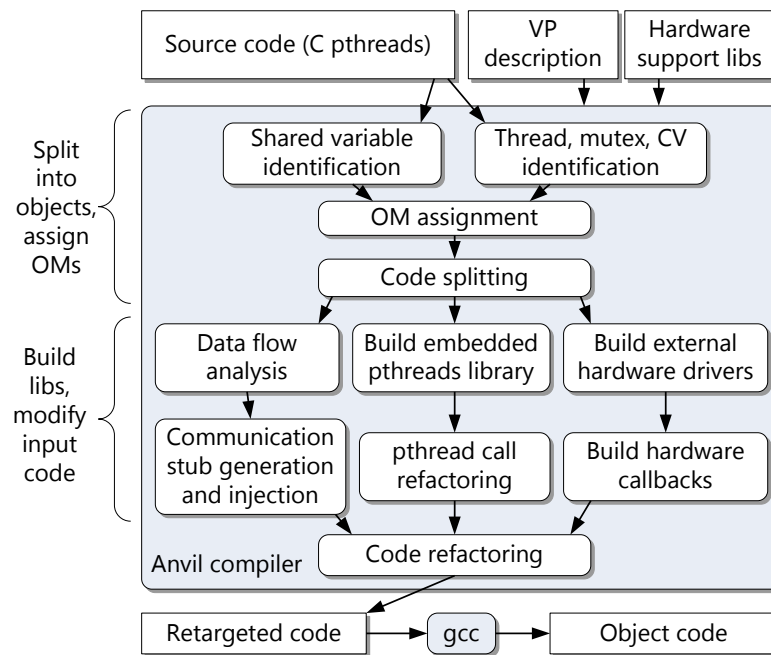 Source code (C pthreads)
VP
description
Hardware
support libs
Split
into
objects,
assign
OMs
Shared variable
identification
Thread, mutex, CV
identification
OM assignment
Code splitting
Build
libs,
modify
input
code
Data flow
analysis
Build embedded
pthreads library
Build external
hardware drivers
Communication
stub generation
and injection
pthread call
refactoring
Build hardware
callbacks
Code refactoring
Anvil compiler
Retargeted code
gcc
Object code